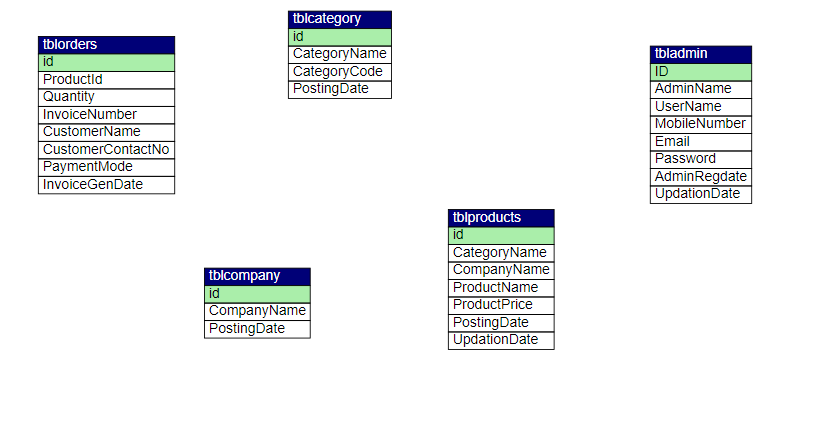 tblorders
id
ProductId
Quantity
InvoiceNumber
CustomerName
CustomerContactNo
PaymentMode
InvoiceGenDate
tblcategory
id
CategoryName
CategoryCode
PostingDate
tbladmin
ID
AdminName
UserName
MobileNumber
Email
Password
AdminRegdate
UpdationDate
tblcompany
id
CompanyName
PostingDate
tblproducts
id
CategoryName
CompanyName
ProductName
ProductPrice
PostingDate
UpdationDate